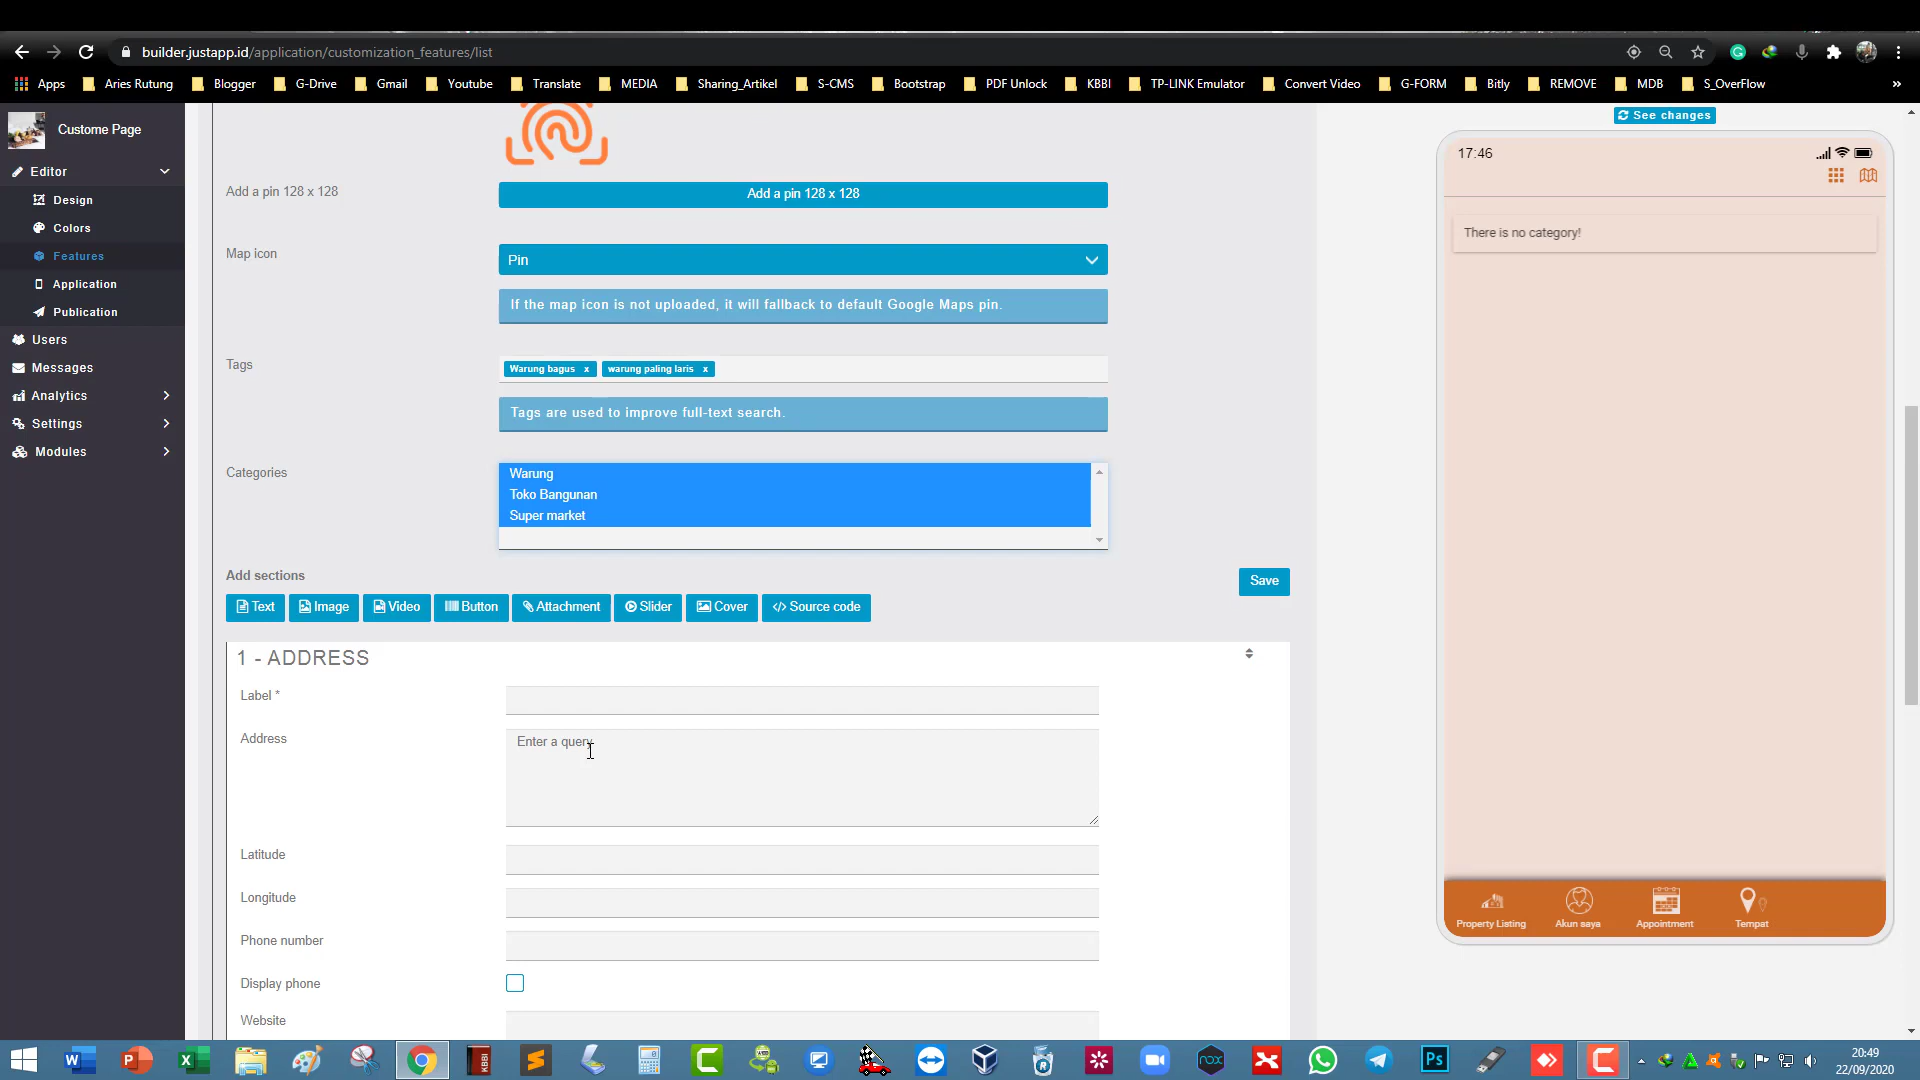 builder.justapp.id/application/customization_features/list
Apps
Aries Rutung
Blogger
G-Drive
Gmail
Youtube
Translate
MEDIA
Sharing_Artikel
S-CMS
Bootstrap
PDF Unlock
KBBI
TP-LINK Emulator
Convert Video
G-FORM
Bitly
REMOVE
MDB
S_OverFlow
»
Custome Page
Editor
Design
Colors
Features
Application
Publication
Users
Messages
Analytics
Settings
Modules
Add a pin 128 x 128
Add a pin 128 x 128
Map icon
Pin
If the map icon is not uploaded, it will fallback to default Google Maps pin.
Tags
Warung bagus x
warung paling laris x
Tags are used to improve full-text search.
Categories
Warung
Toko Bangunan
Super market
Add sections
Save
Text
Image
Video
Button
Attachment
Slider
Cover
</> Source code
1 - ADDRESS
Label *
Address
Enter a query
Latitude
Longitude
Phone number
Display phone
Website
See changes
17:46
There is no category!
Property Listing
Akun saya
Appointment
Tempat
KBBI
nox
Ps
20:49
22/09/2020